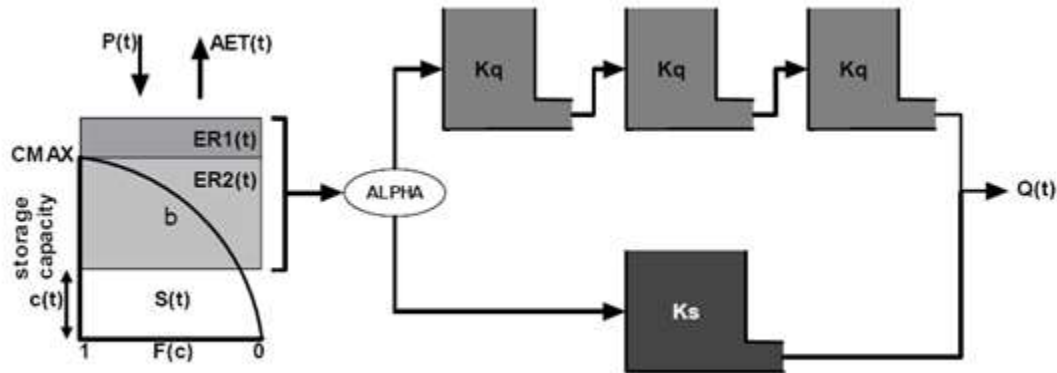 P(t)
AET(t)
ER1(t)
CMAX
ER2(t)
b
storage
capacity
c(t)
S(t)
1
F(c)
0
ALPHA
Kq
Kq
Kq
Ks
Q(t)